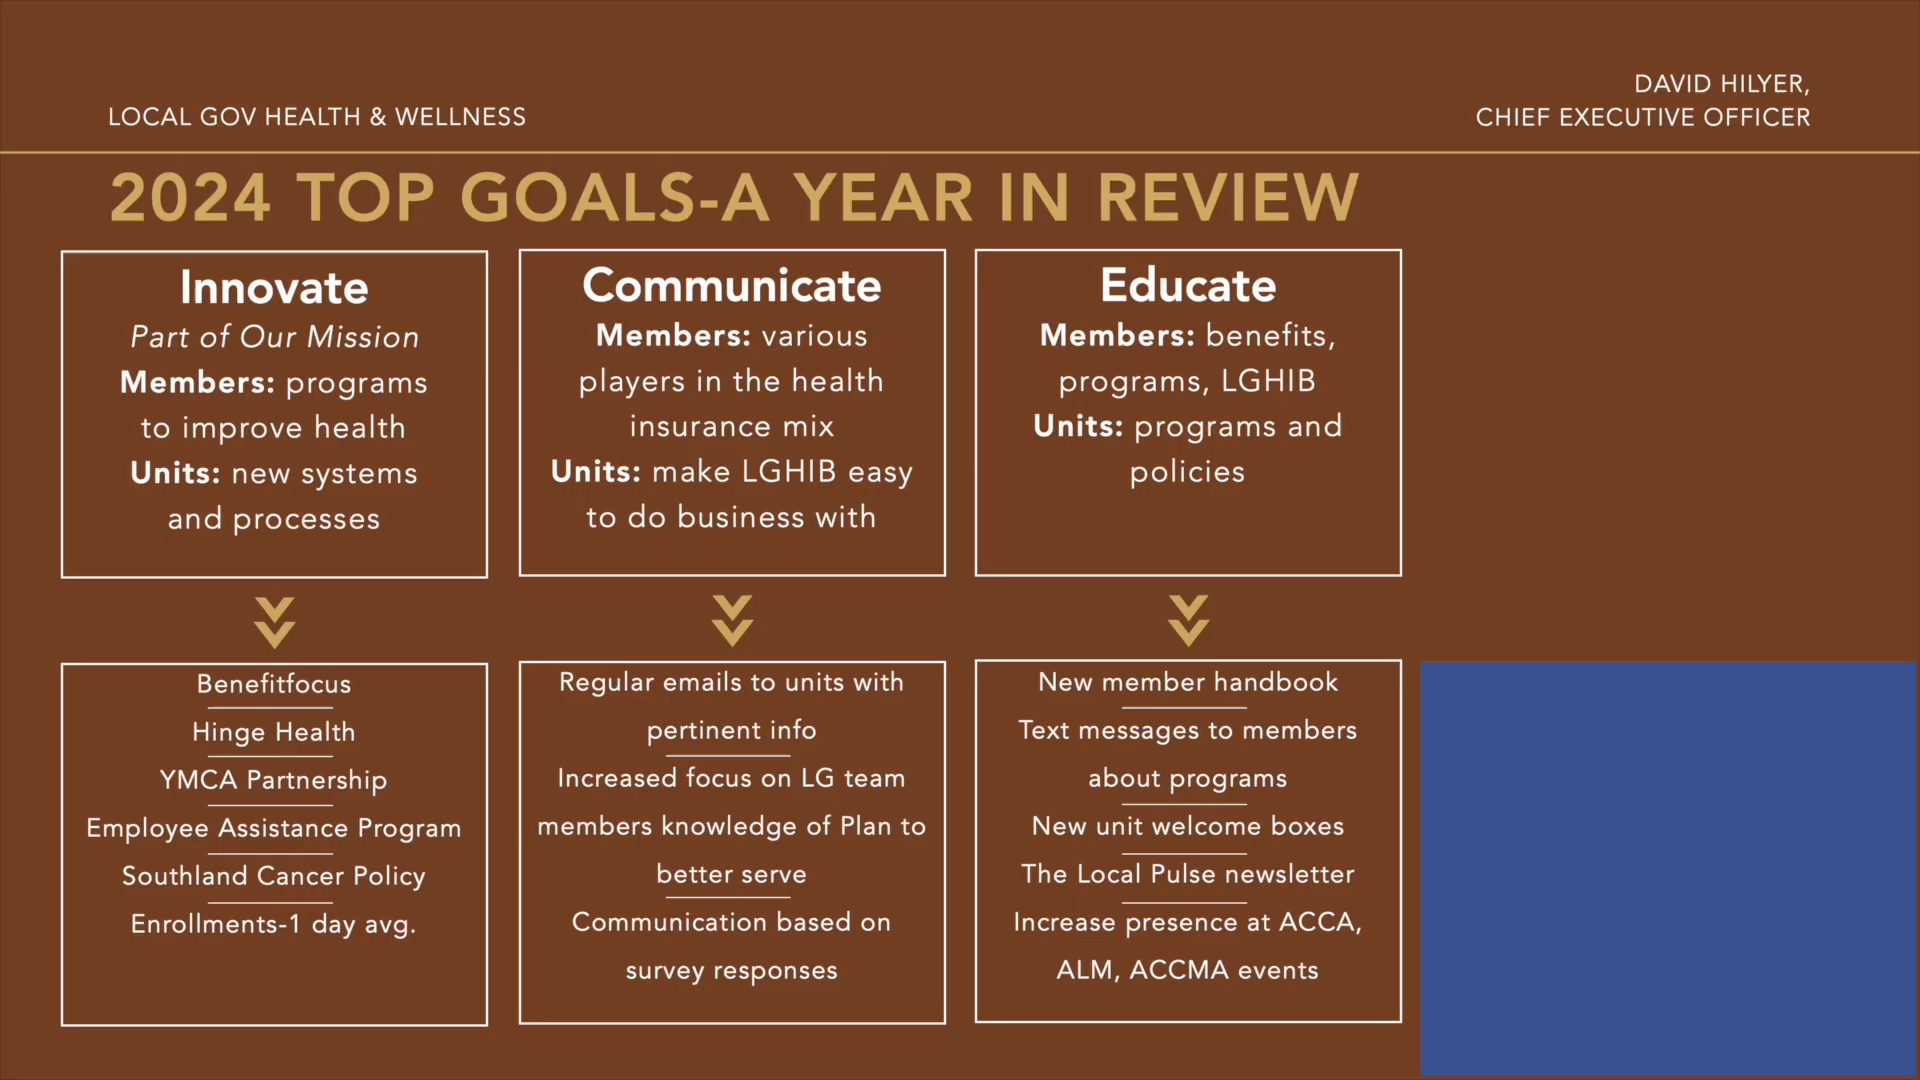 LOCAL GOV HEALTH & WELLNESS
DAVID HILYER,
CHIEF EXECUTIVE OFFICER
2024 TOP GOALS-A YEAR IN REVIEW
Innovate
Part of Our Mission
Members: programs
to improve health
Units: new systems
and processes
Communicate
Members: various
players in the health
insurance mix
Units: make LGHIB easy
to do business with
Educate
Members: benefits,
programs, LGHIB
Units: programs and
policies
Benefitfocus
Hinge Health
YMCA Partnership
Employee Assistance Program
Southland Cancer Policy
Enrollments-1 day avg.
Regular emails to units with
pertinent info
Increased focus on LG team
members knowledge of Plan to
better serve
Communication based on
survey responses
New member handbook
Text messages to members
about programs
New unit welcome boxes
The Local Pulse newsletter
Increase presence at ACCA,
ALM, ACCMA events